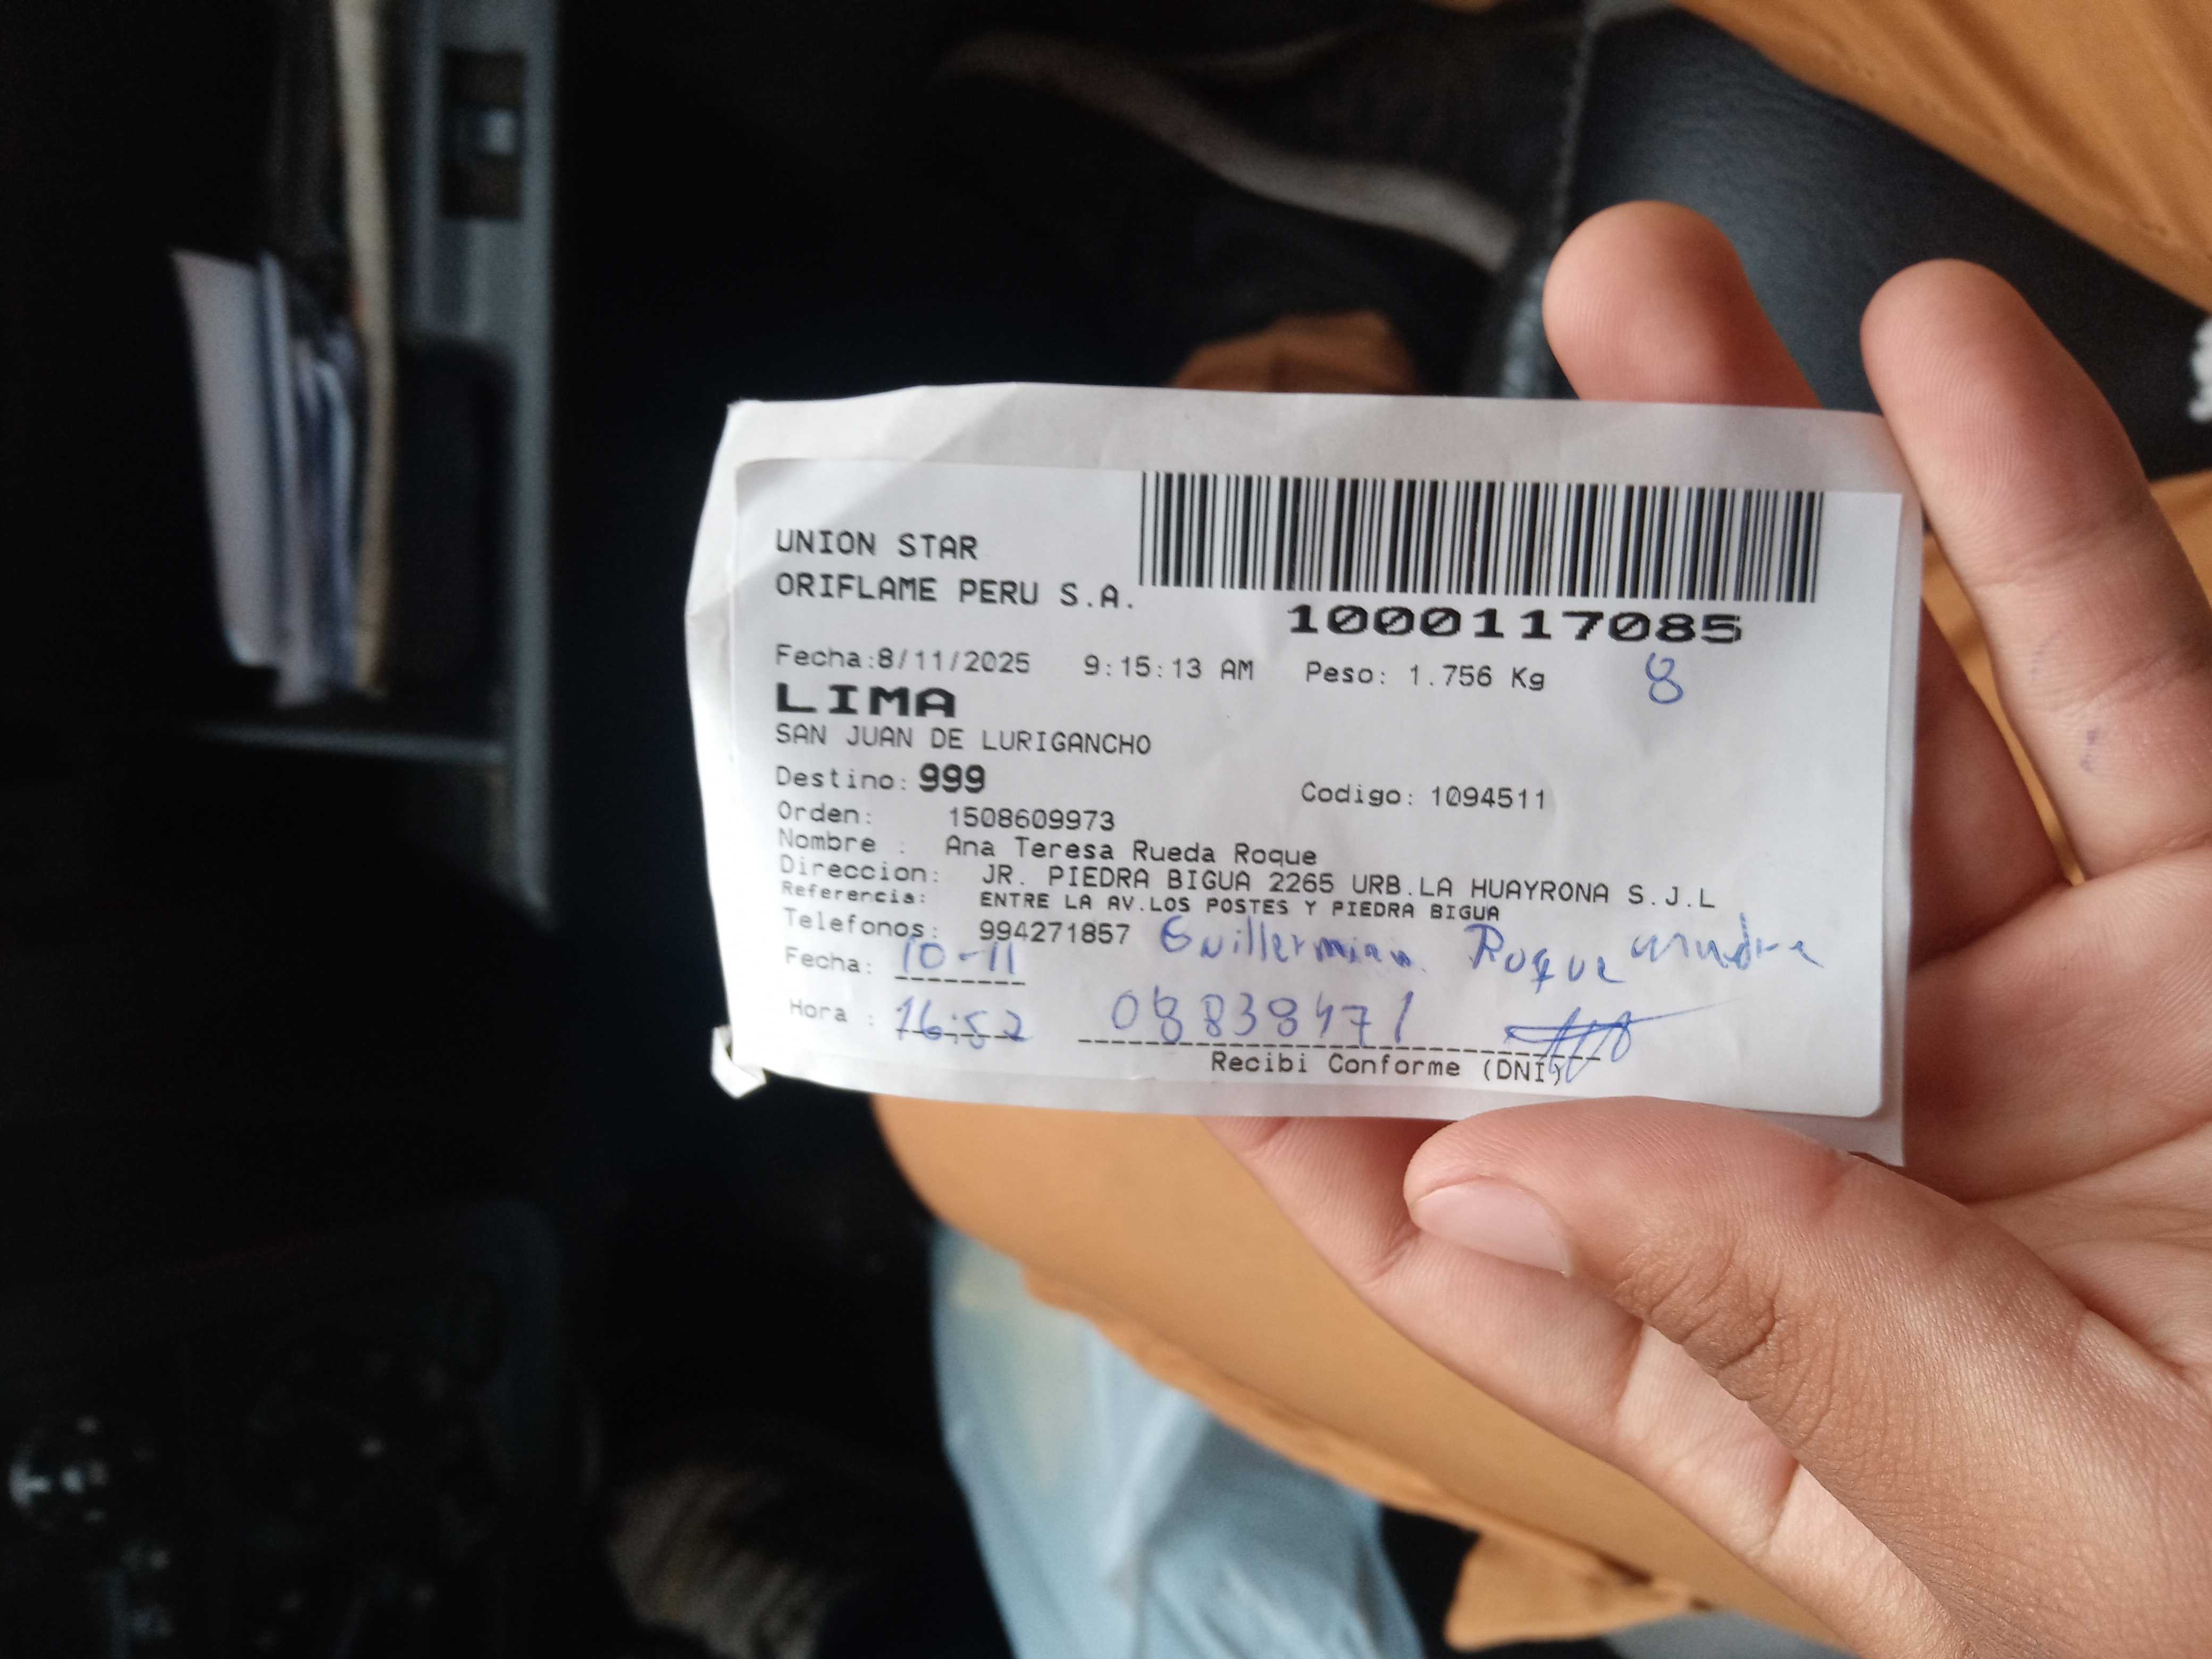 UNION STAR
ORIFLAME PERU S.A.
1000117085
Fecha:8/11/2025 9:15:13 AM Peso: 1.756 Kg 8
LIMA
SAN JUAN DE LURIGANCHO
Destino: 999 Codigo: 1094511
Orden: 1508609973
Nombre : Ana Teresa Rueda Roque
Direccion: JR. PIEDRA BIGUA 2265 URB.LA HUAYRONA S.J.L
Referencia: ENTRE LA AV.LOS POSTES Y PIEDRA BIGUA
Telefonos: 994271857 Roque
Fecha: 10-11
Hora : 16:52 08838471
Recibi Conforme (DNI)